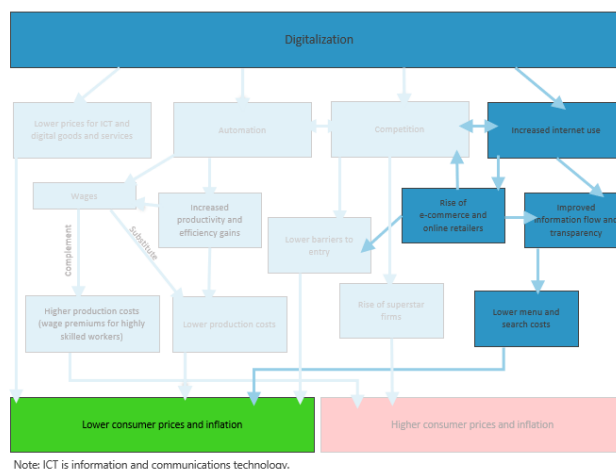 Digitalization
Lower prices for ICT and
digital goods and services
Automation
Competition
Increased internet use
Wages
Increased
productivity and
efficiency gains
Rise of
e-commerce and
online retailers
Improved
information flow and
transparency
Complement
Substitute
Lower barriers to
entry
Higher production costs
(wage premiums for highly
skilled workers)
Lower production costs
Rise of superstar
firms
Lower menu and
search costs
Lower consumer prices and inflation
Higher consumer prices and inflation
Note: ICT is information and communications technology.